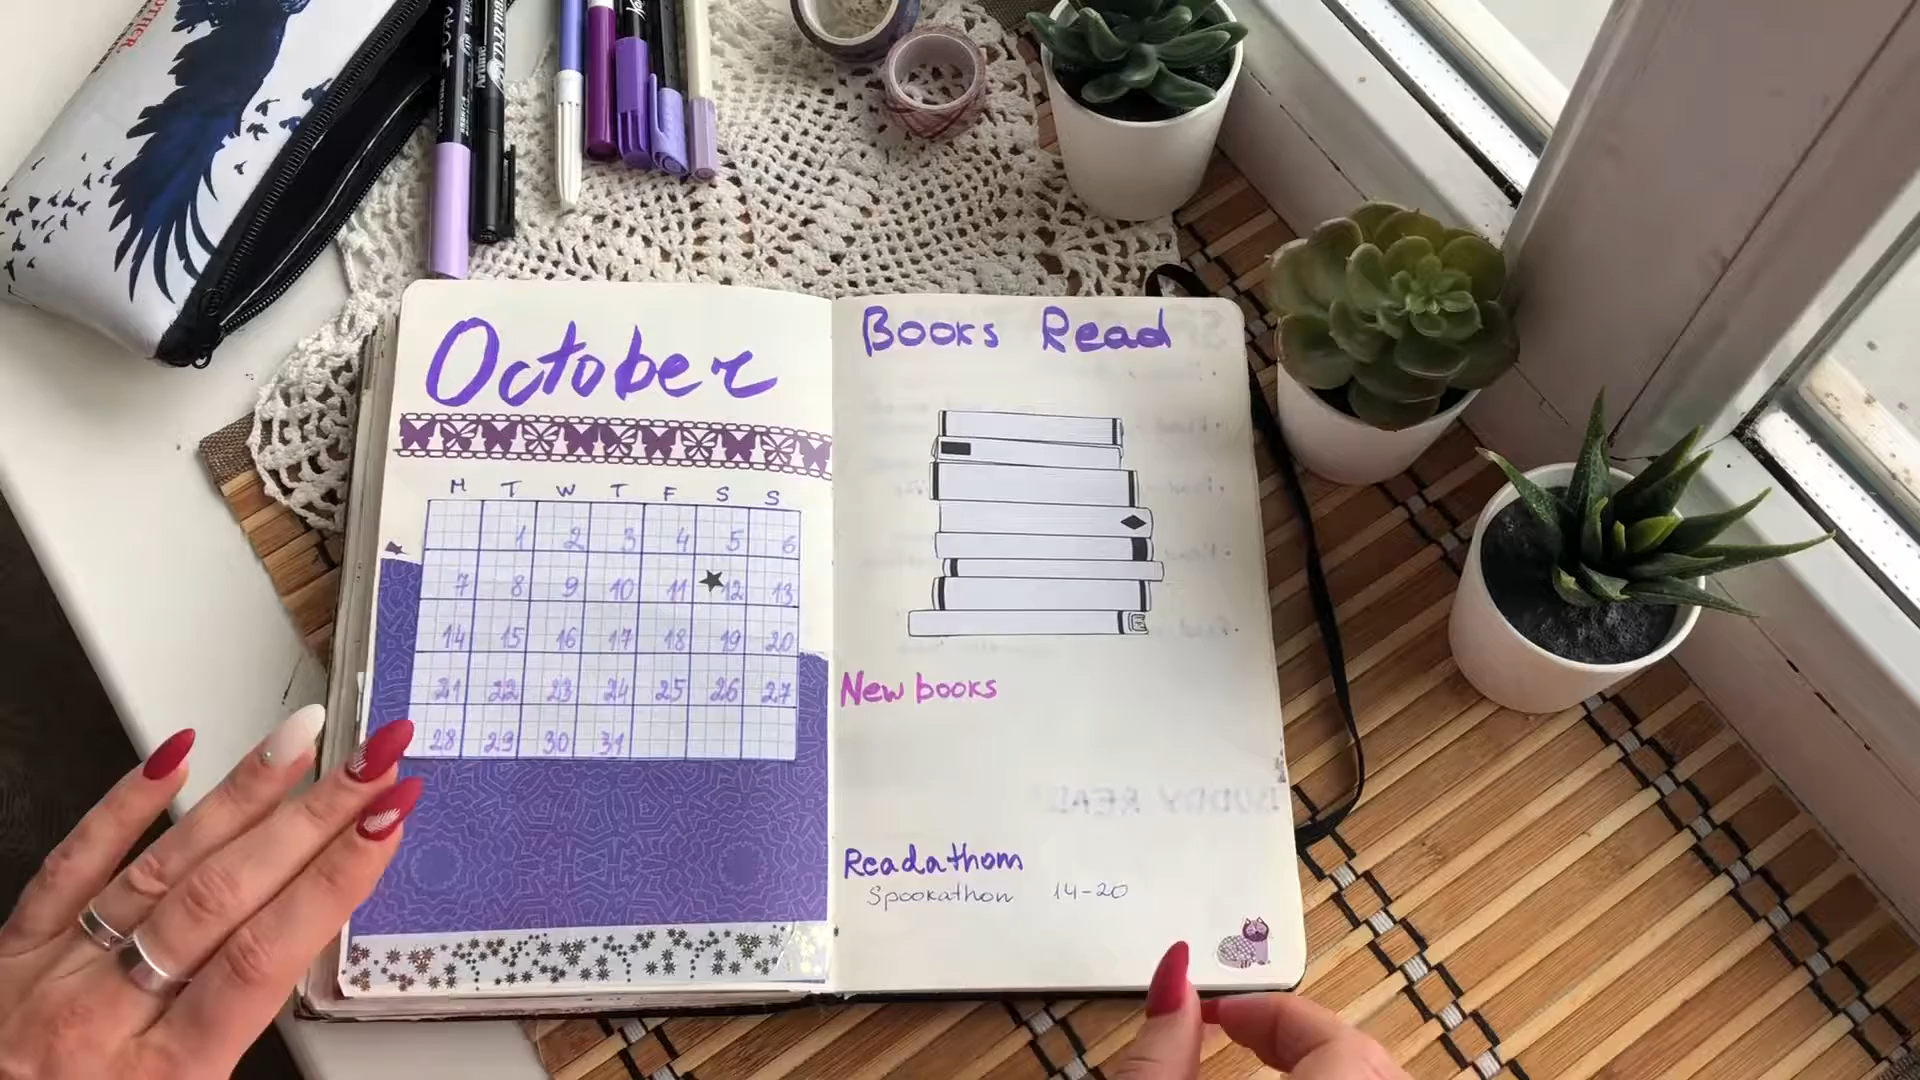 October
M T W T F S S
1 2 3 4 5 6
7 8 9 10 11 12 13
14 15 16 17 18 19 20
21 22 23 24 25 26 27
28 29 30 31
Books Read
New books
Readathom
Spookathon 14-20